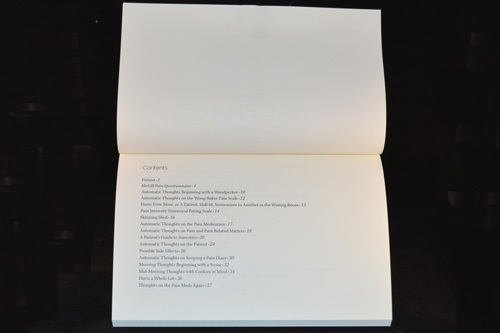 Contents
Patient·3
McGill Pain Questionnaire·4
Automatic Thoughts Beginning with a Woodpecker·10
Automatic Thoughts on the Wong-Baker Pain Scale·12
Hurts Even More, or A Patient, Half-lit, Sermonizes to Another in the Waiting Room·13
Pain Intensity Numerical Rating Scale·14
Morning Meds·16
Automatic Thoughts on the Pain Medication·17
Automatic Thoughts on Pain and Pain Related Matters·18
A Patient's Guide to Narcotics·20
Automatic Thoughts on the Patient·24
Possible Side Effects·26
Automatic Thoughts on Keeping a Pain Diary·30
Morning Thoughts Beginning with a Scone·32
Mid-Morning Thoughts with Cookies in Mind·34
Hurts a Whole Lot·36
Thoughts on the Pain Meds Again·37